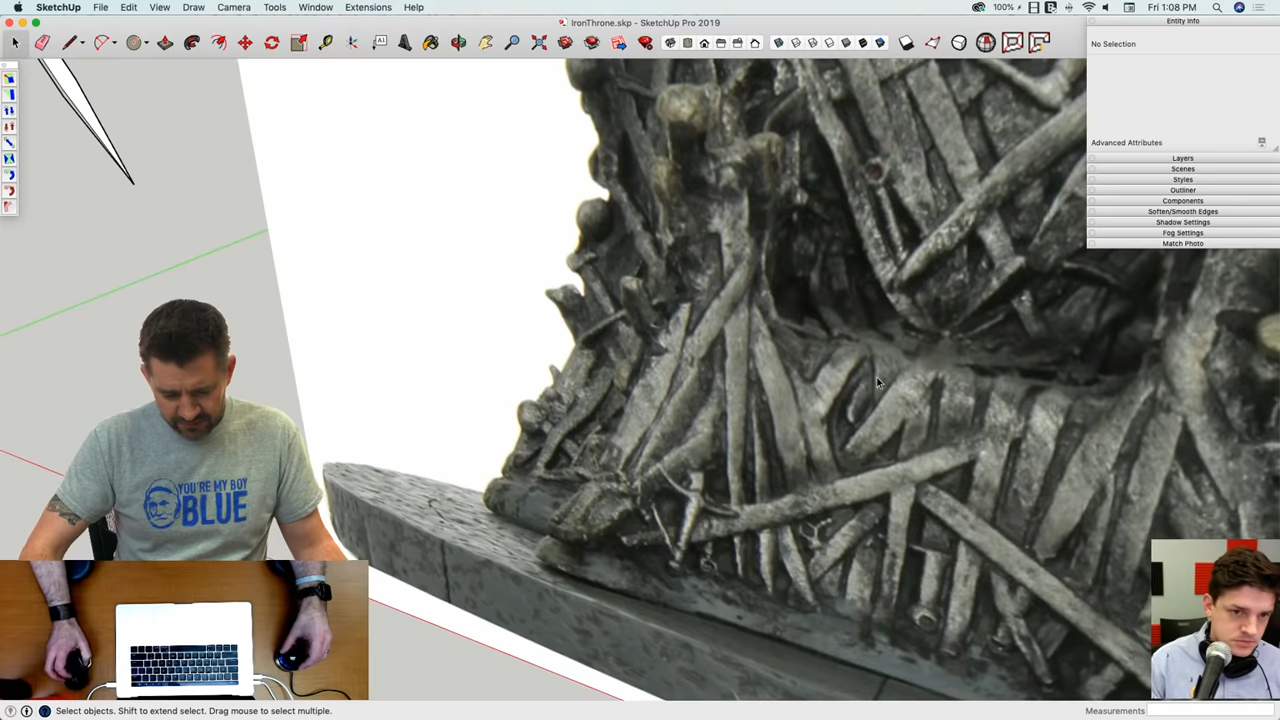 SketchUp File Edit View Draw Camera Tools Window Extensions Help
100% Fri 1:08 PM
IronThrone.skp - SketchUp Pro 2019
Entity Info
No Selection
Advanced Attributes
Layers
Scenes
Styles
Outliner
Components
Soften/Smooth Edges
Shadow Settings
Fog Settings
Match Photo
YOU'RE MY BOY
BLUE
Select objects. Shift to extend select. Drag mouse to select multiple.
Measurements